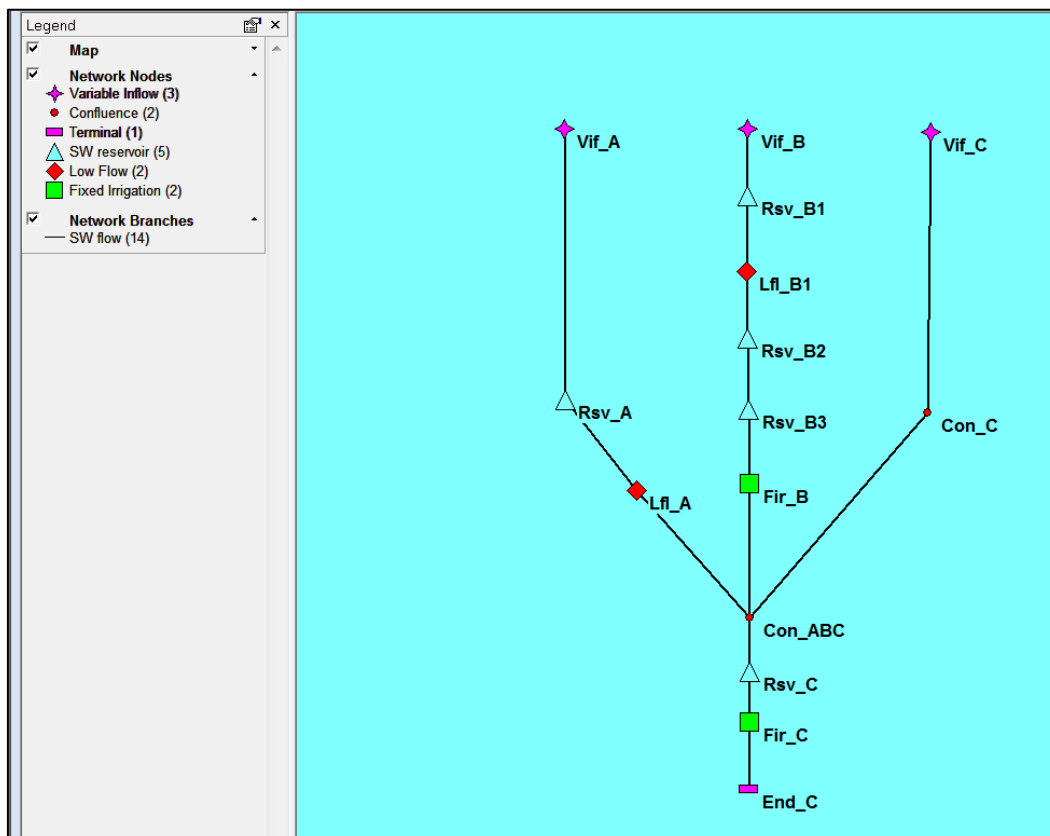 Legend
Map
Network Nodes
Variable Inflow (3)
Confluence (2)
Terminal (1)
SW reservoir (5)
Low Flow (2)
Fixed Irrigation (2)
Network Branches
SW flow (14)
Vif_A
Vif_B
Vif_C
Rsv_B1
Lfl_B1
Rsv_B2
Rsv_A
Rsv_B3
Con_C
Lfl_A
Fir_B
Con_ABC
Rsv_C
Fir_C
End_C